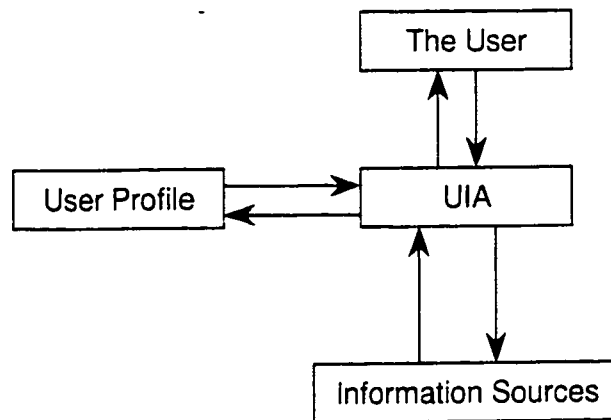 The User
User Profile
UIA
Information Sources